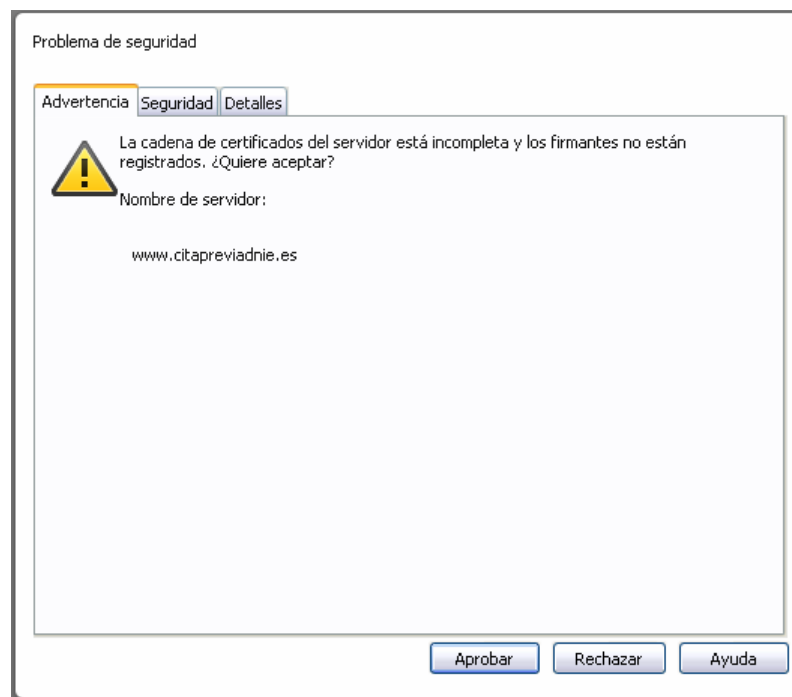 Problema de seguridad
Advertencia Seguridad Detalles
La cadena de certificados del servidor está incompleta y los firmantes no están
registrados. ¿Quiere aceptar?
Nombre de servidor:
www.citapreviadnie.es
Aprobar Rechazar Ayuda